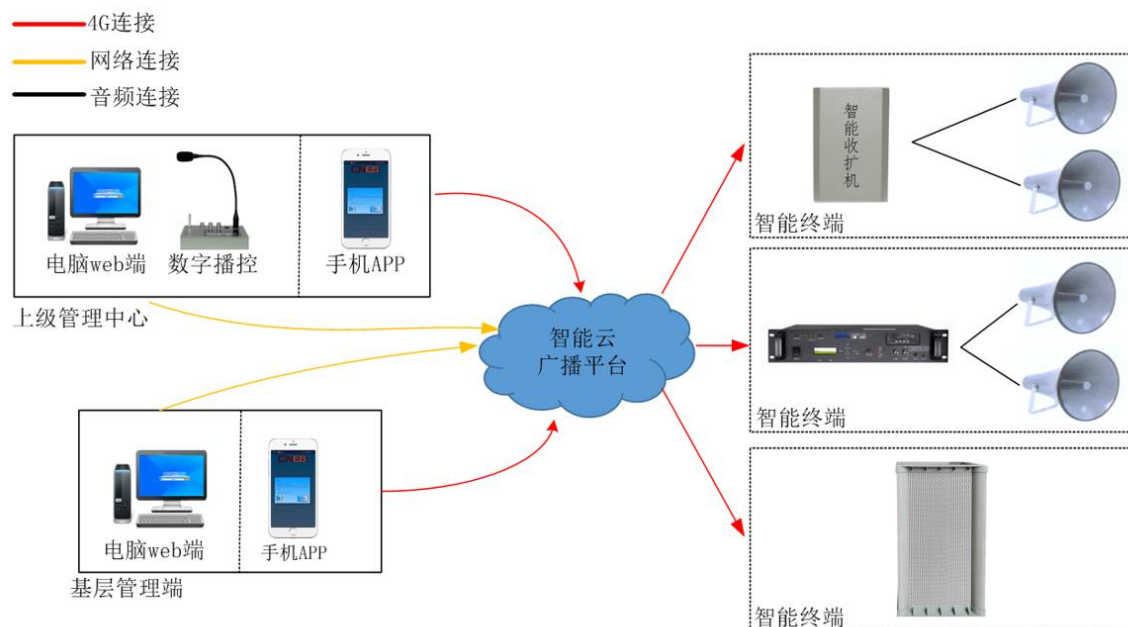 4G连接
网络连接
音频连接
电脑web端
数字播控
手机APP
上级管理中心
智能云
广播平台
电脑web端
手机APP
基层管理端
智能收扩机
智能终端
智能终端
智能终端